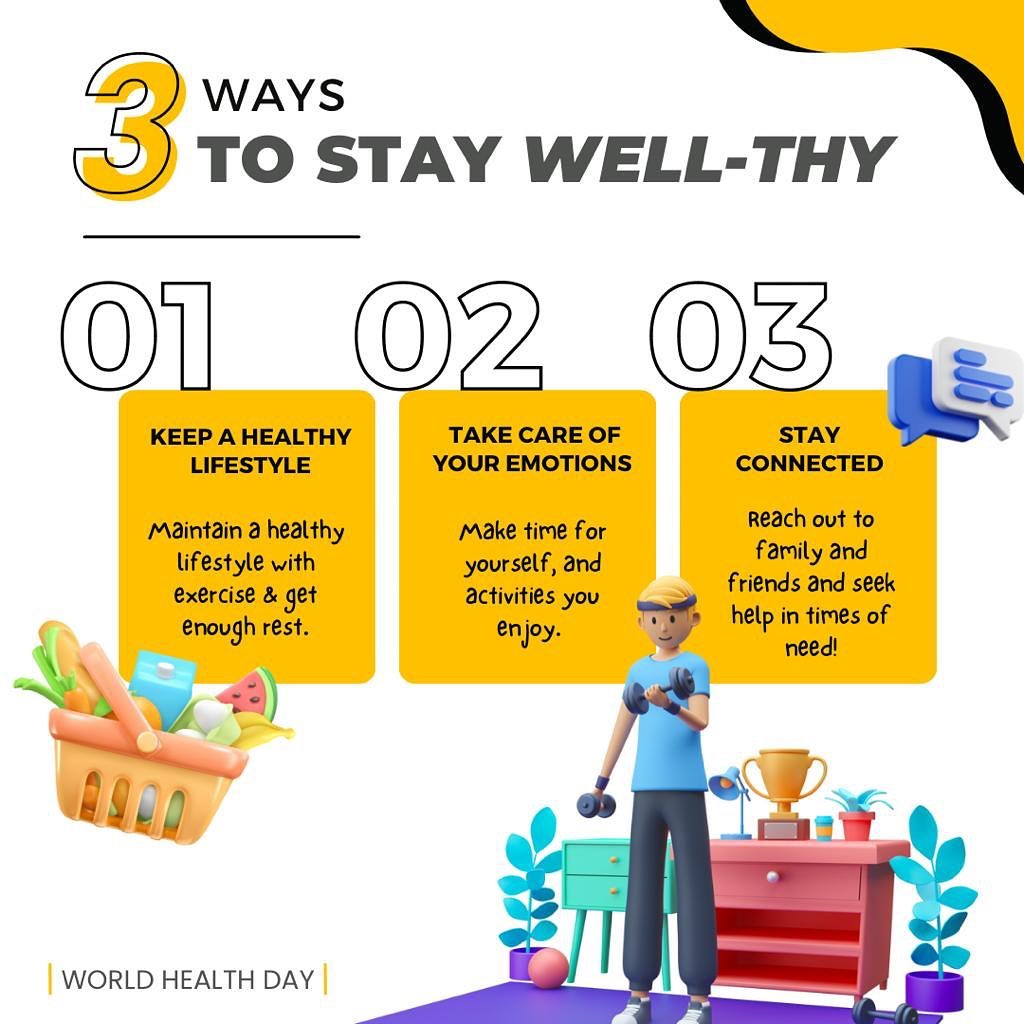 3 WAYS
TO STAY WELL-THY
01
KEEP A HEALTHY
LIFESTYLE
Maintain a healthy
lifestyle with
exercise & get
enough rest.
02
TAKE CARE OF
YOUR EMOTIONS
Make time for
yourself, and
activities you
enjoy.
03
STAY
CONNECTED
Reach out to
family and
friends and seek
help in times of
need!
| WORLD HEALTH DAY |